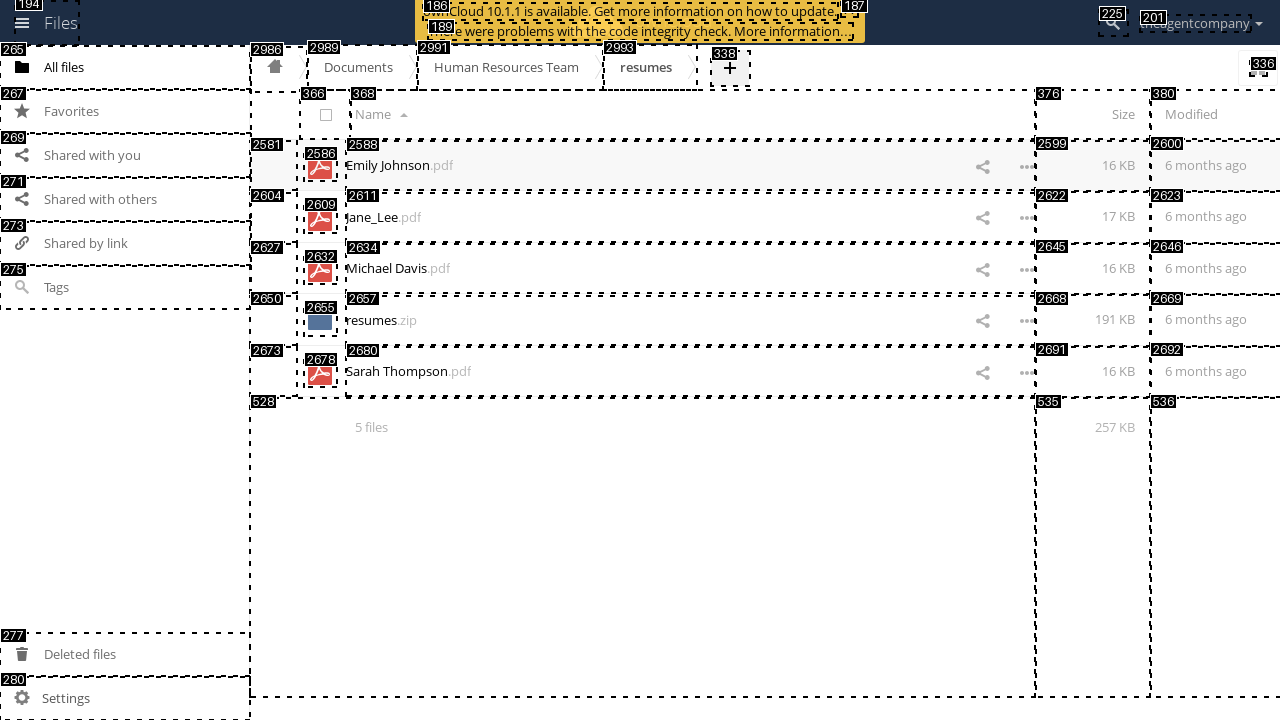 194
Files
186
ownCloud 10.1.1 is available. Get more information on how to update.
187
189
There were problems with the code integrity check. More information…
225
201
theagentcompany
265
All files
267
Favorites
269
Shared with you
271
Shared with others
273
Shared by link
275
Tags
277
Deleted files
280
Settings
2986
2989
Documents
2991
Human Resources Team
2993
resumes
338
+
336
366
368
Name
376
Size
380
Modified
2581
2586
2588
Emily Johnson.pdf
2599
16 KB
2600
6 months ago
2604
2609
2611
Jane_Lee.pdf
2622
17 KB
2623
6 months ago
2627
2632
2634
Michael Davis.pdf
2645
16 KB
2646
6 months ago
2650
2655
2657
resumes.zip
2668
191 KB
2669
6 months ago
2673
2678
2680
Sarah Thompson.pdf
2691
16 KB
2692
6 months ago
528
5 files
535
257 KB
536